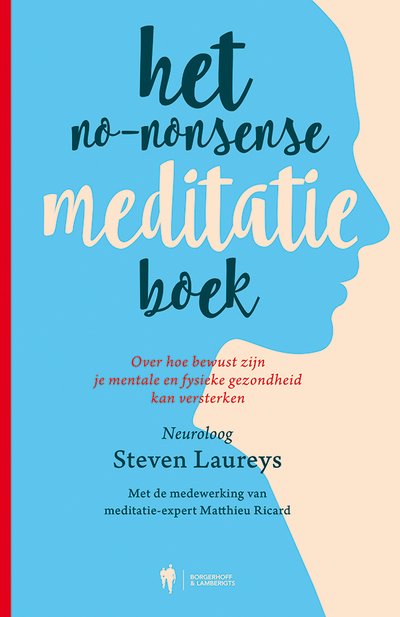 het
no-nonsense
meditatie
boek
Over hoe bewust zijn
je mentale en fysieke gezondheid
kan versterken
Neuroloog
Steven Laureys
Met de medewerking van
meditatie-expert Matthieu Ricard
BORGERHOFF
& LAMBERIGTS